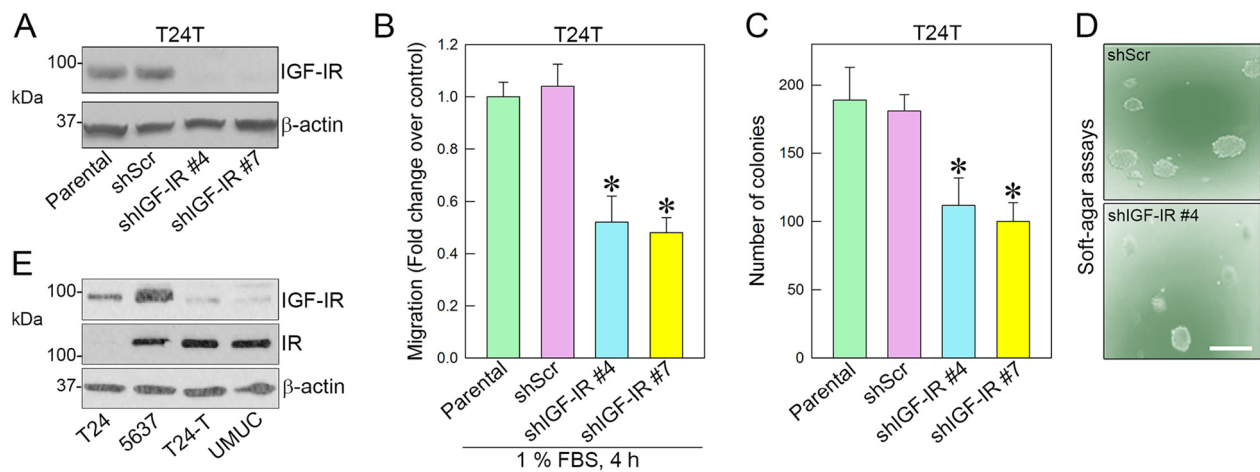 A
T24T
100-
IGF-IR
kDa
37-
β-actin
Parental
shScr
shIGF-IR #4
shIGF-IR #7
B
T24T
Migration (Fold change over control)
1.2
1.0
0.8
0.6
0.4
0.2
0.0
*
*
Parental
shScr
shIGF-IR #4
shIGF-IR #7
1 % FBS, 4 h
C
T24T
Number of colonies
200
150
100
50
0
*
*
Parental
shScr
shIGF-IR #4
shIGF-IR #7
D
Soft-agar assays
shScr
shIGF-IR #4
E
100-
IGF-IR
kDa
IR
100-
37-
β-actin
T24
5637
T24-T
UMUC